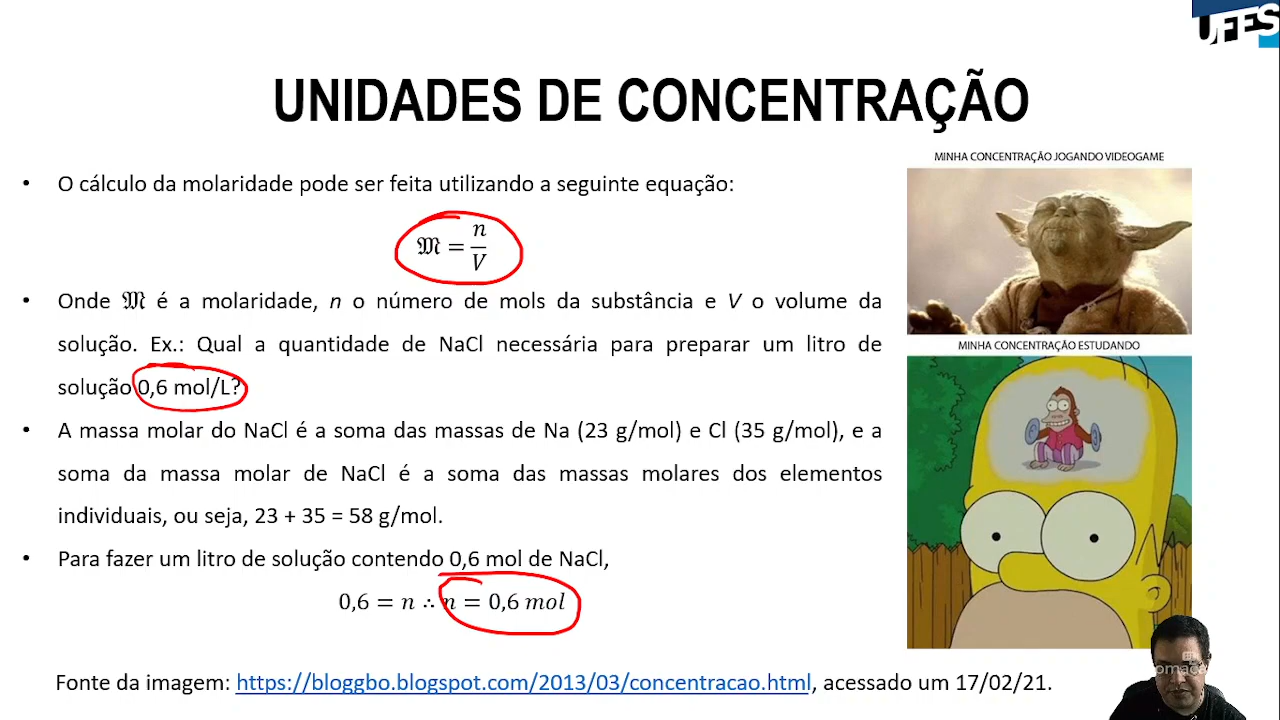 UFES
UNIDADES DE CONCENTRAÇÃO
MINHA CONCENTRAÇÃO JOGANDO VIDEOGAME
• O cálculo da molaridade pode ser feita utilizando a seguinte equação:
𝔐 = n/V
• Onde 𝔐 é a molaridade, n o número de mols da substância e V o volume da
solução. Ex.: Qual a quantidade de NaCl necessária para preparar um litro de
solução 0,6 mol/L?
MINHA CONCENTRAÇÃO ESTUDANDO
• A massa molar do NaCl é a soma das massas de Na (23 g/mol) e Cl (35 g/mol), e a
soma da massa molar de NaCl é a soma das massas molares dos elementos
individuais, ou seja, 23 + 35 = 58 g/mol.
• Para fazer um litro de solução contendo 0,6 mol de NaCl,
0,6 = n ∴ n = 0,6 mol
Fonte da imagem: https://bloggbo.blogspot.com/2013/03/concentracao.html, acessado um 17/02/21.